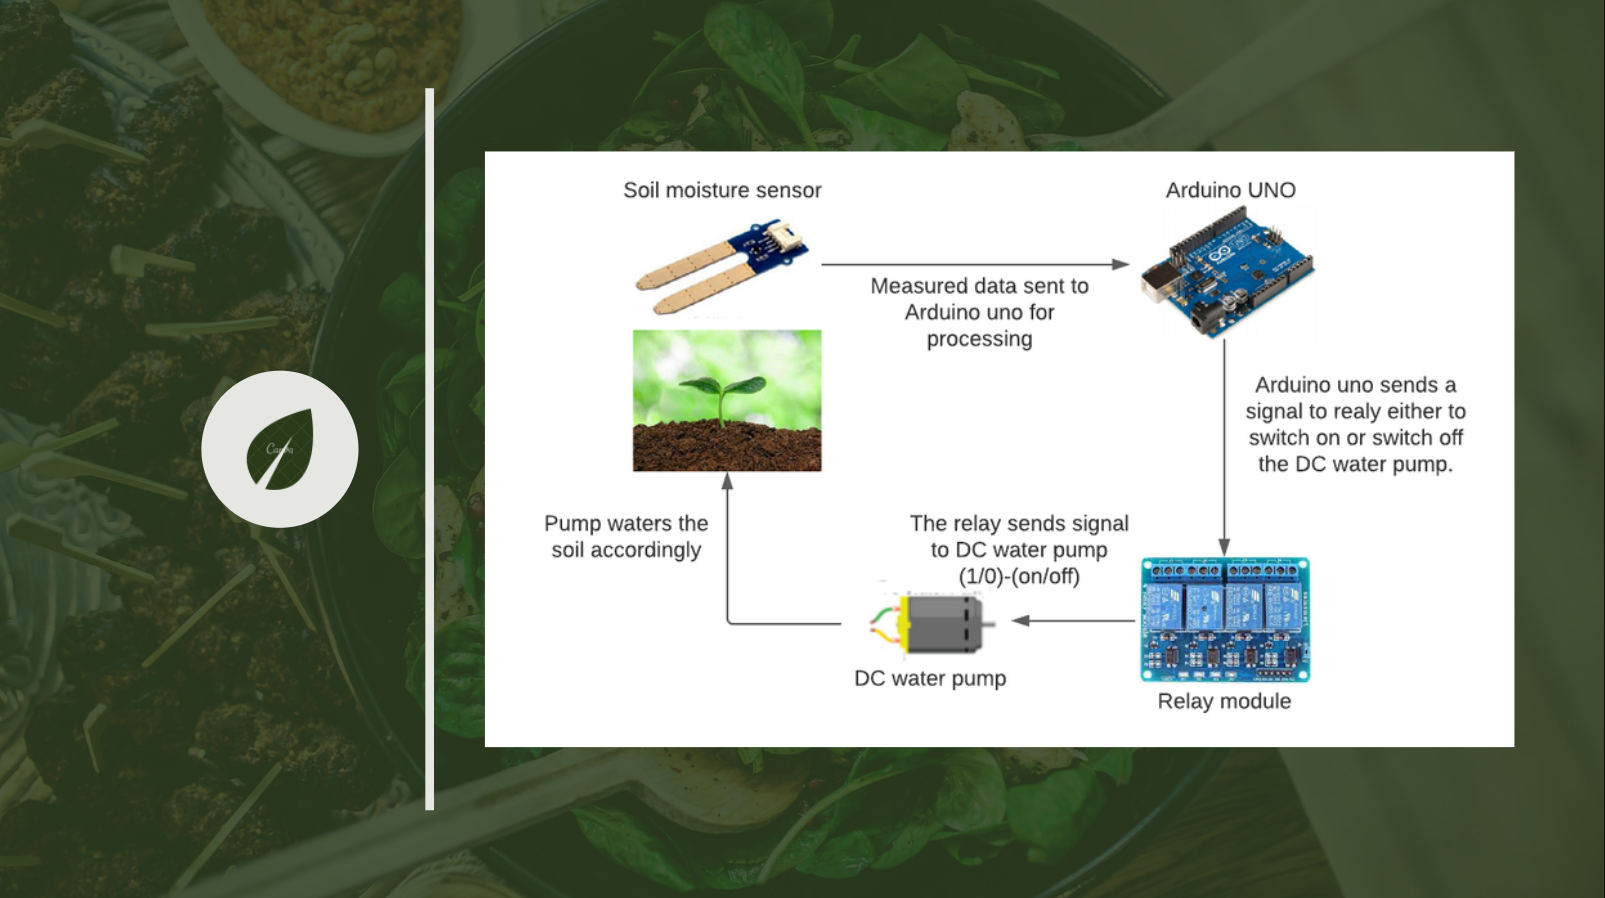 Soil moisture sensor
Arduino UNO
Measured data sent to
Arduino uno for
processing
Arduino uno sends a
signal to realy either to
switch on or switch off
the DC water pump.
Pump waters the
soil accordingly
The relay sends signal
to DC water pump
(1/0)-(on/off)
DC water pump
Relay module
Canva